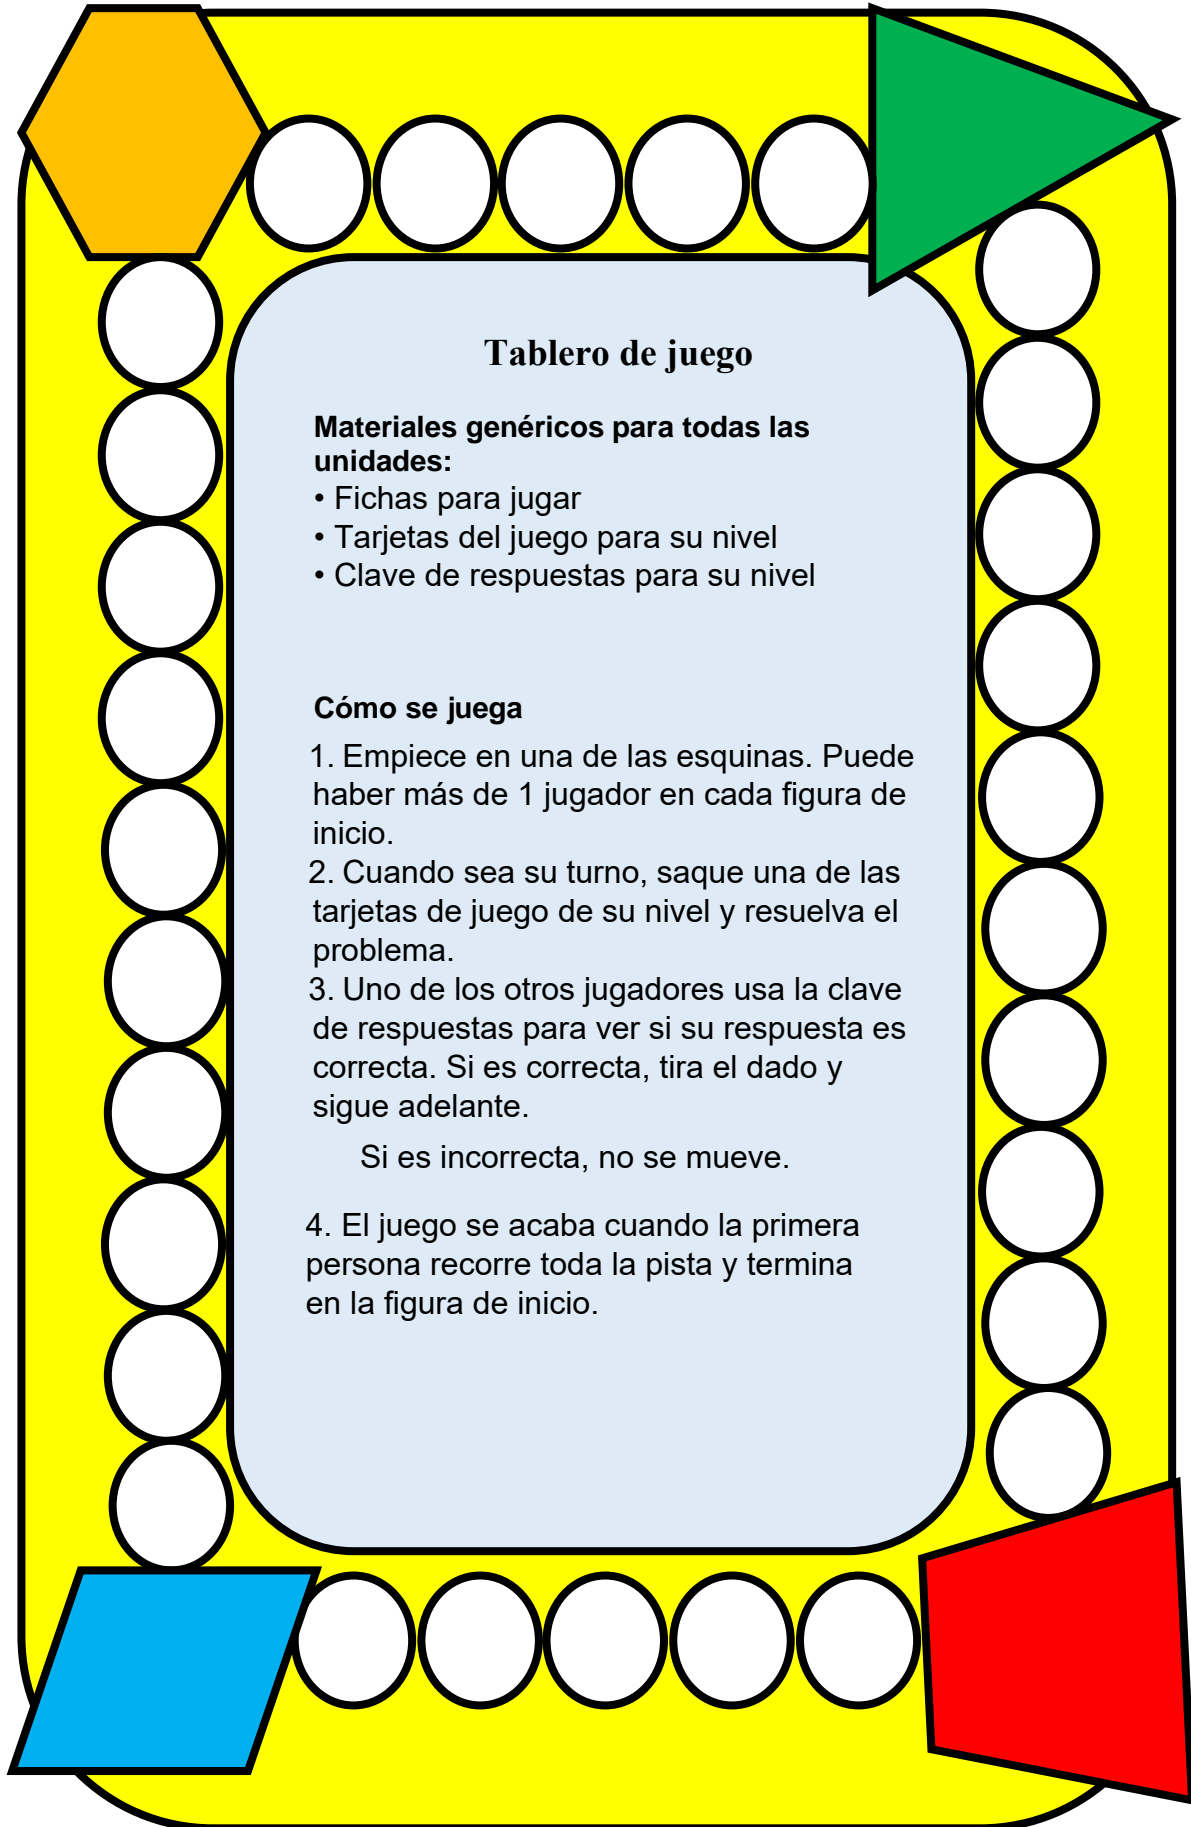 Tablero de juego
Materiales genéricos para todas las
unidades:
• Fichas para jugar
• Tarjetas del juego para su nivel
• Clave de respuestas para su nivel
Cómo se juega
1. Empiece en una de las esquinas. Puede
haber más de 1 jugador en cada figura de
inicio.
2. Cuando sea su turno, saque una de las
tarjetas de juego de su nivel y resuelva el
problema.
3. Uno de los otros jugadores usa la clave
de respuestas para ver si su respuesta es
correcta. Si es correcta, tira el dado y
sigue adelante.
Si es incorrecta, no se mueve.
4. El juego se acaba cuando la primera
persona recorre toda la pista y termina
en la figura de inicio.